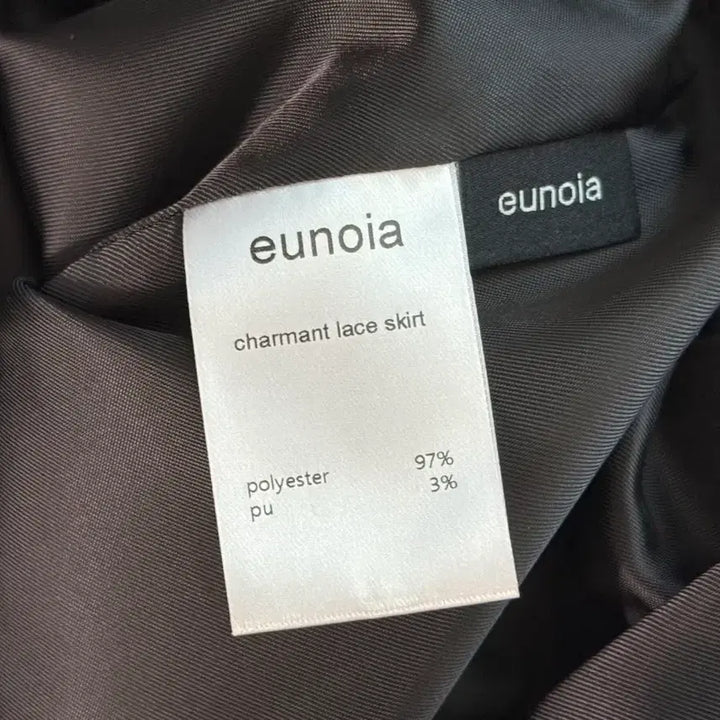 eunoia
eunoia
charmant lace skirt
polyester 97%
pu 3%